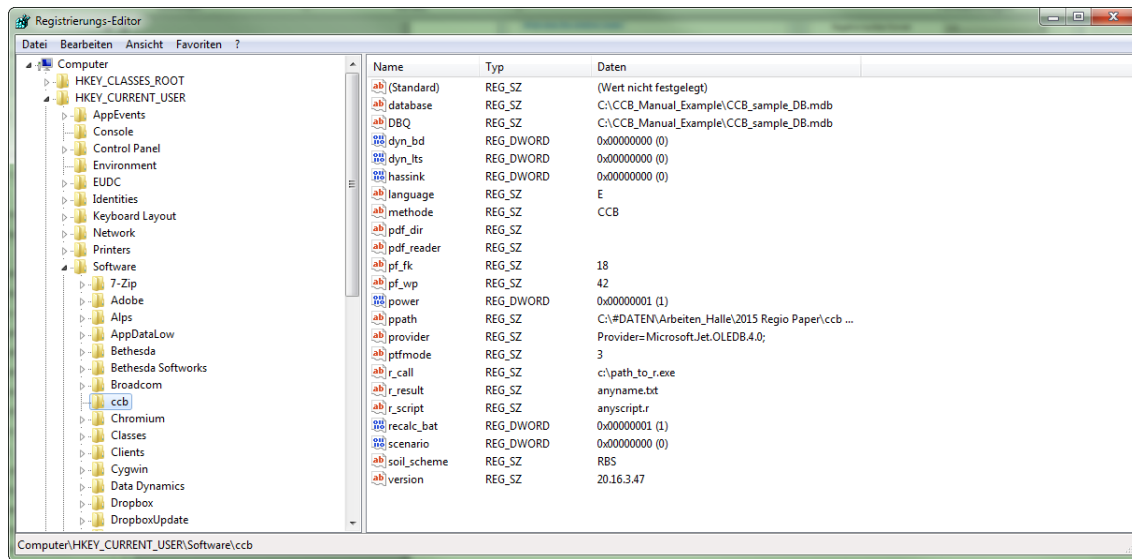 Registrierungs-Editor
Datei Bearbeiten Ansicht Favoriten ?
Computer
HKEY_CLASSES_ROOT
HKEY_CURRENT_USER
AppEvents
Console
Control Panel
Environment
EUDC
Identities
Keyboard Layout
Network
Printers
Software
7-Zip
Adobe
Alps
AppDataLow
Bethesda
Bethesda Softworks
Broadcom
ccb
Chromium
Classes
Clients
Cygwin
Data Dynamics
Dropbox
DropboxUpdate
Name Typ Daten
(Standard) REG_SZ (Wert nicht festgelegt)
database REG_SZ C:\CCB_Manual_Example\CCB_sample_DB.mdb
DBQ REG_SZ C:\CCB_Manual_Example\CCB_sample_DB.mdb
dyn_bd REG_DWORD 0x00000000 (0)
dyn_lts REG_DWORD 0x00000000 (0)
hassink REG_DWORD 0x00000000 (0)
language REG_SZ E
methode REG_SZ CCB
pdf_dir REG_SZ
pdf_reader REG_SZ
pf_fk REG_SZ 18
pf_wp REG_SZ 42
power REG_DWORD 0x00000001 (1)
ppath REG_SZ C:\#DATEN\Arbeiten_Halle\2015 Regio Paper\ccb ...
provider REG_SZ Provider=Microsoft.Jet.OLEDB.4.0;
ptfmode REG_SZ 3
r_call REG_SZ c:\path_to_r.exe
r_result REG_SZ anyname.txt
r_script REG_SZ anyscript.r
recalc_bat REG_DWORD 0x00000001 (1)
scenario REG_DWORD 0x00000000 (0)
soil_scheme REG_SZ RBS
version REG_SZ 20.16.3.47
Computer\HKEY_CURRENT_USER\Software\ccb